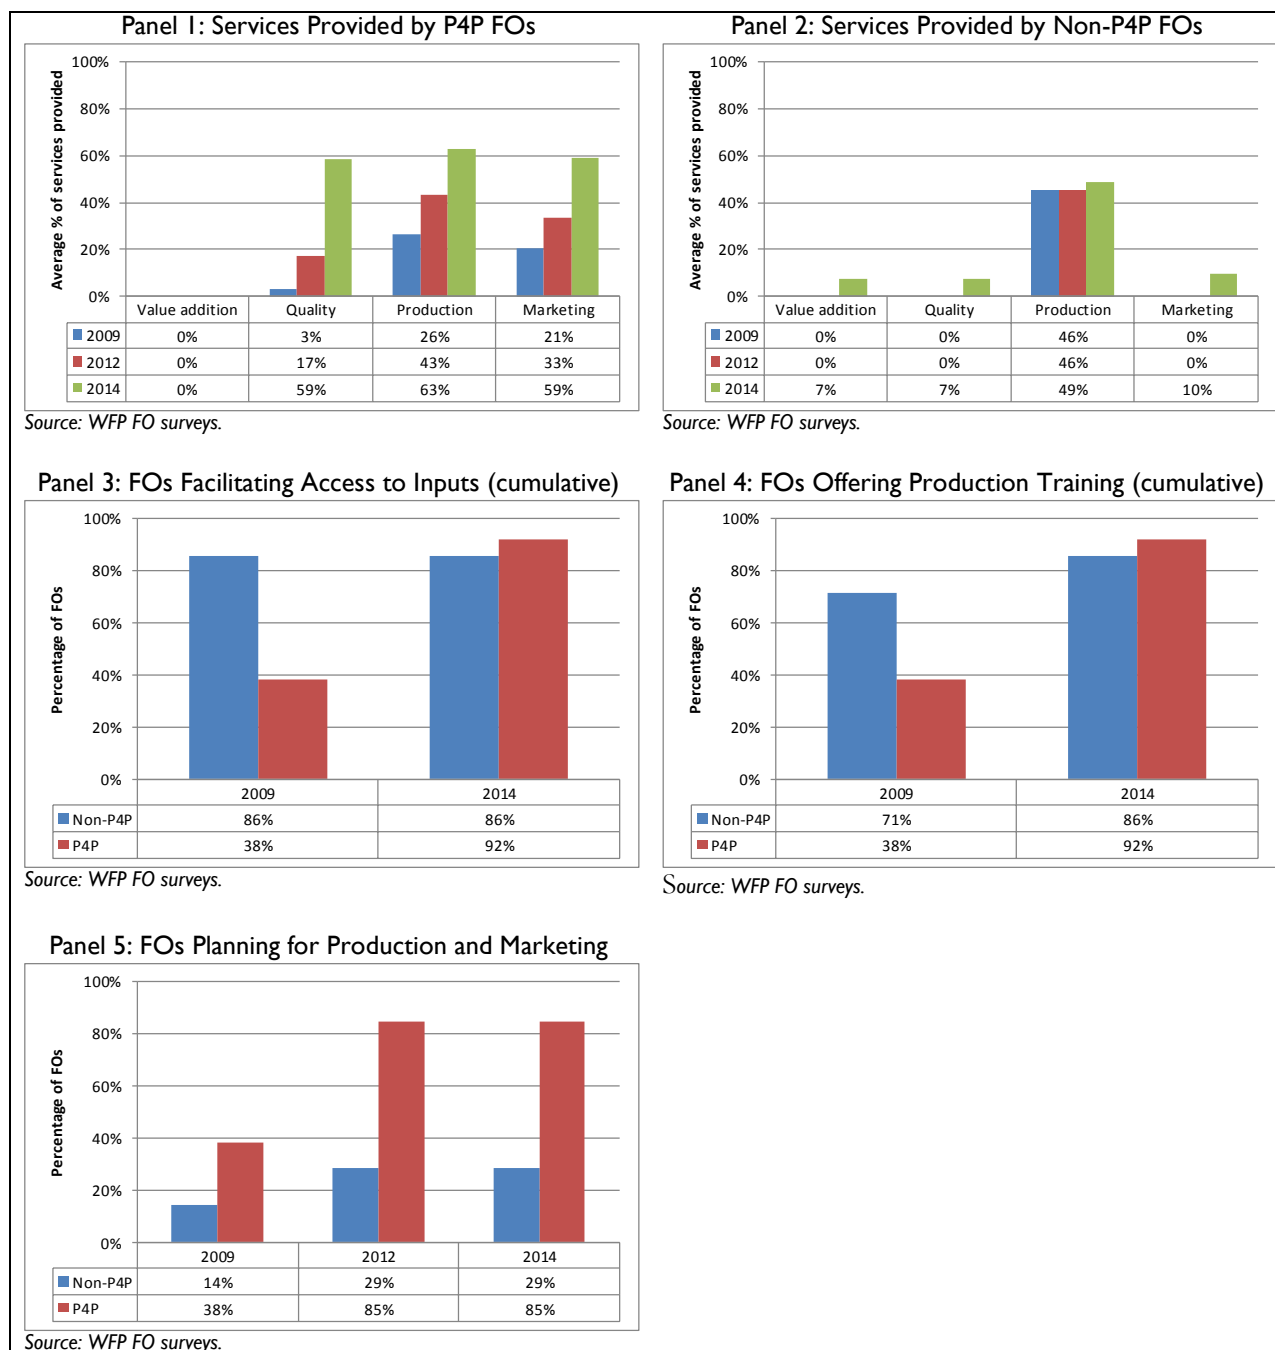 Panel 1: Services Provided by P4P FOs
Average % of services provided
100%
80%
60%
40%
20%
0%
Value addition Quality Production Marketing
2009 0% 3% 26% 21%
2012 0% 17% 43% 33%
2014 0% 59% 63% 59%
Source: WFP FO surveys.
Panel 2: Services Provided by Non-P4P FOs
Average % of services provided
100%
80%
60%
40%
20%
0%
Value addition Quality Production Marketing
2009 0% 0% 46% 0%
2012 0% 0% 46% 0%
2014 7% 7% 49% 10%
Source: WFP FO surveys.
Panel 3: FOs Facilitating Access to Inputs (cumulative)
Percentage of FOs
100%
80%
60%
40%
20%
0%
2009 2014
Non-P4P 86% 86%
P4P 38% 92%
Source: WFP FO surveys.
Panel 4: FOs Offering Production Training (cumulative)
Percentage of FOs
100%
80%
60%
40%
20%
0%
2009 2014
Non-P4P 71% 86%
P4P 38% 92%
Source: WFP FO surveys.
Panel 5: FOs Planning for Production and Marketing
Percentage of FOs
100%
80%
60%
40%
20%
0%
2009 2012 2014
Non-P4P 14% 29% 29%
P4P 38% 85% 85%
Source: WFP FO surveys.